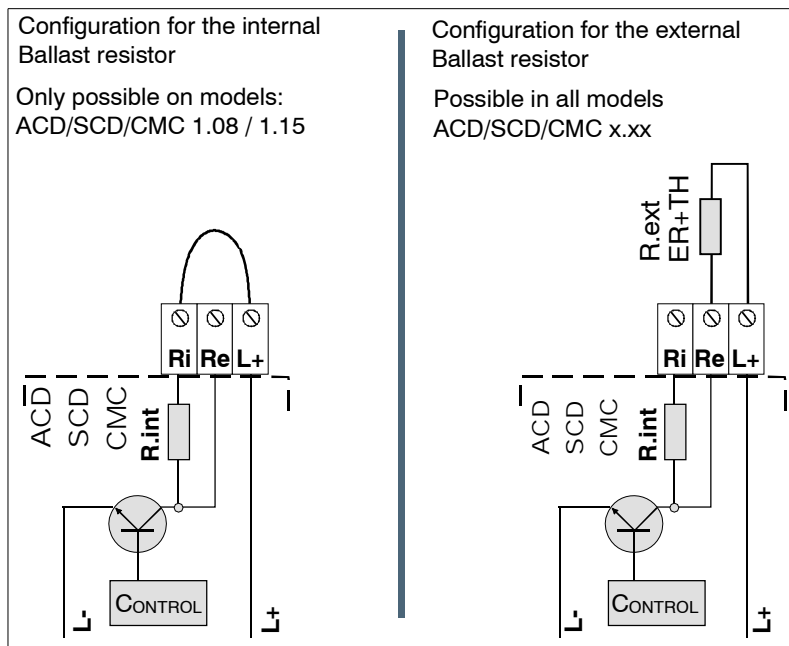 Configuration for the internal
Ballast resistor
Only possible on models:
ACD/SCD/CMC 1.08 / 1.15
Ri Re L+
ACD
SCD
CMC
R.int
CONTROL
L-
L+
Configuration for the external
Ballast resistor
Possible in all models
ACD/SCD/CMC x.xx
R.ext
ER+TH
Ri Re L+
ACD
SCD
CMC
R.int
CONTROL
L-
L+